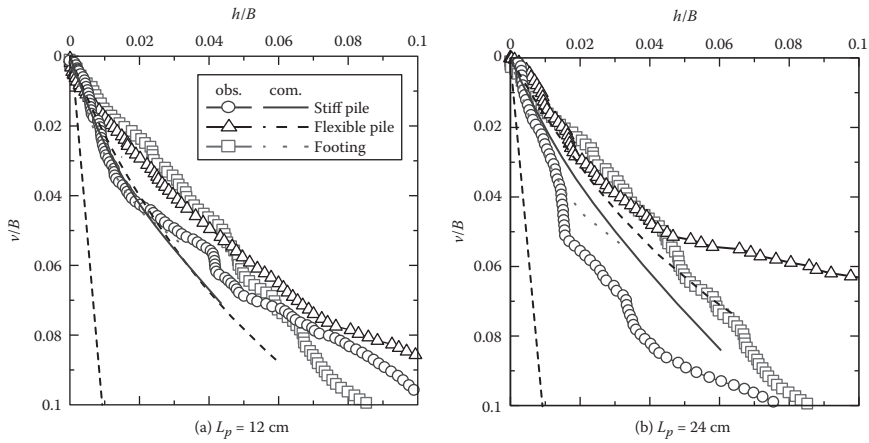 h/B
0 0.02 0.04 0.06 0.08 0.1
0
0.02
0.04
0.06
0.08
0.1
v/B
obs. com.
Stiff pile
Flexible pile
Footing
(a) L_p = 12 cm
h/B
0 0.02 0.04 0.06 0.08 0.1
0
0.02
0.04
0.06
0.08
0.1
v/B
(b) L_p = 24 cm